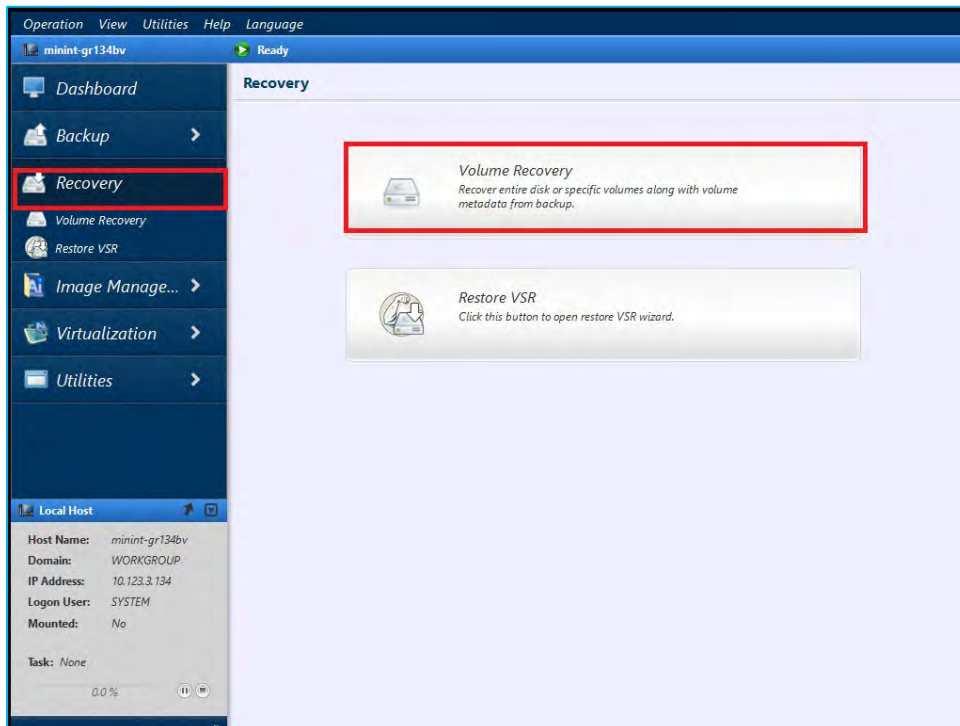 Operation View Utilities Help Language
minint-gr134bv
Ready
Dashboard
Backup
Recovery
Volume Recovery
Restore VSR
Image Manage...
Virtualization
Utilities
Recovery
Volume Recovery
Recover entire disk or specific volumes along with volume
metadata from backup.
Restore VSR
Click this button to open restore VSR wizard.
Local Host
Host Name: minint-gr134bv
Domain: WORKGROUP
IP Address: 10.123.3.134
Logon User: SYSTEM
Mounted: No
Task: None
0.0 %